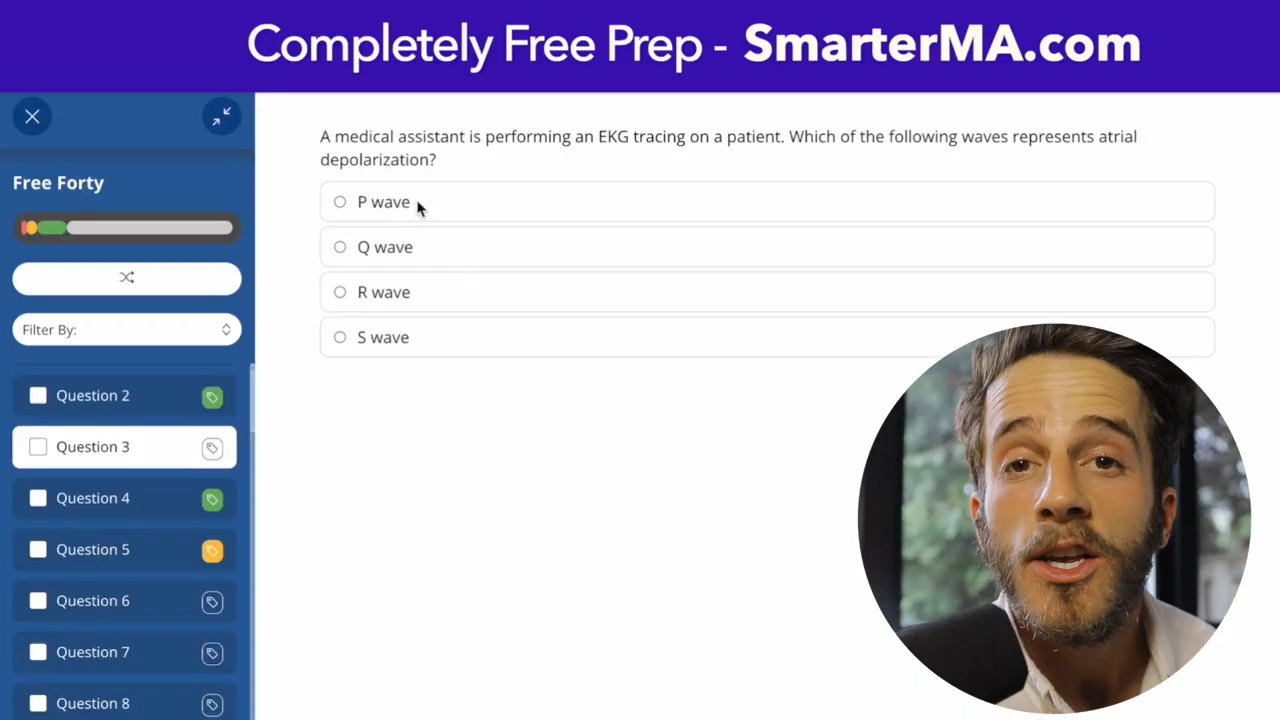 Completely Free Prep - SmarterMA.com
Free Forty
Filter By:
Question 2
Question 3
Question 4
Question 5
Question 6
Question 7
Question 8
A medical assistant is performing an EKG tracing on a patient. Which of the following waves represents atrial
depolarization?
P wave
Q wave
R wave
S wave